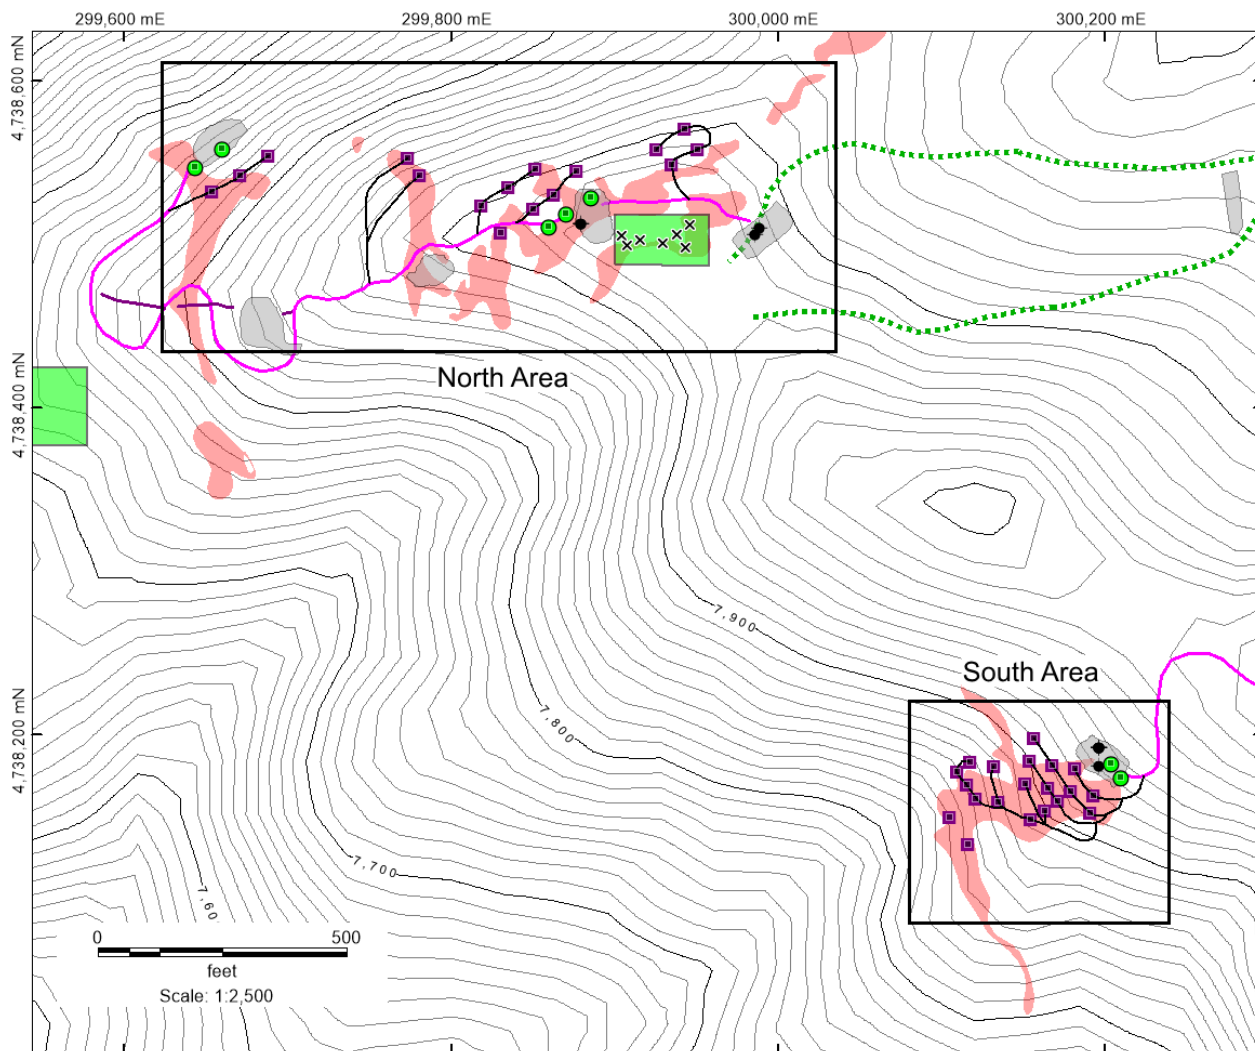 299,600 mE
299,800 mE
300,000 mE
300,200 mE
4,738,600 mN
4,738,400 mN
4,738,200 mN
North Area
South Area
7,900
7,800
7,700
7,60
0
500
feet
Scale: 1:2,500